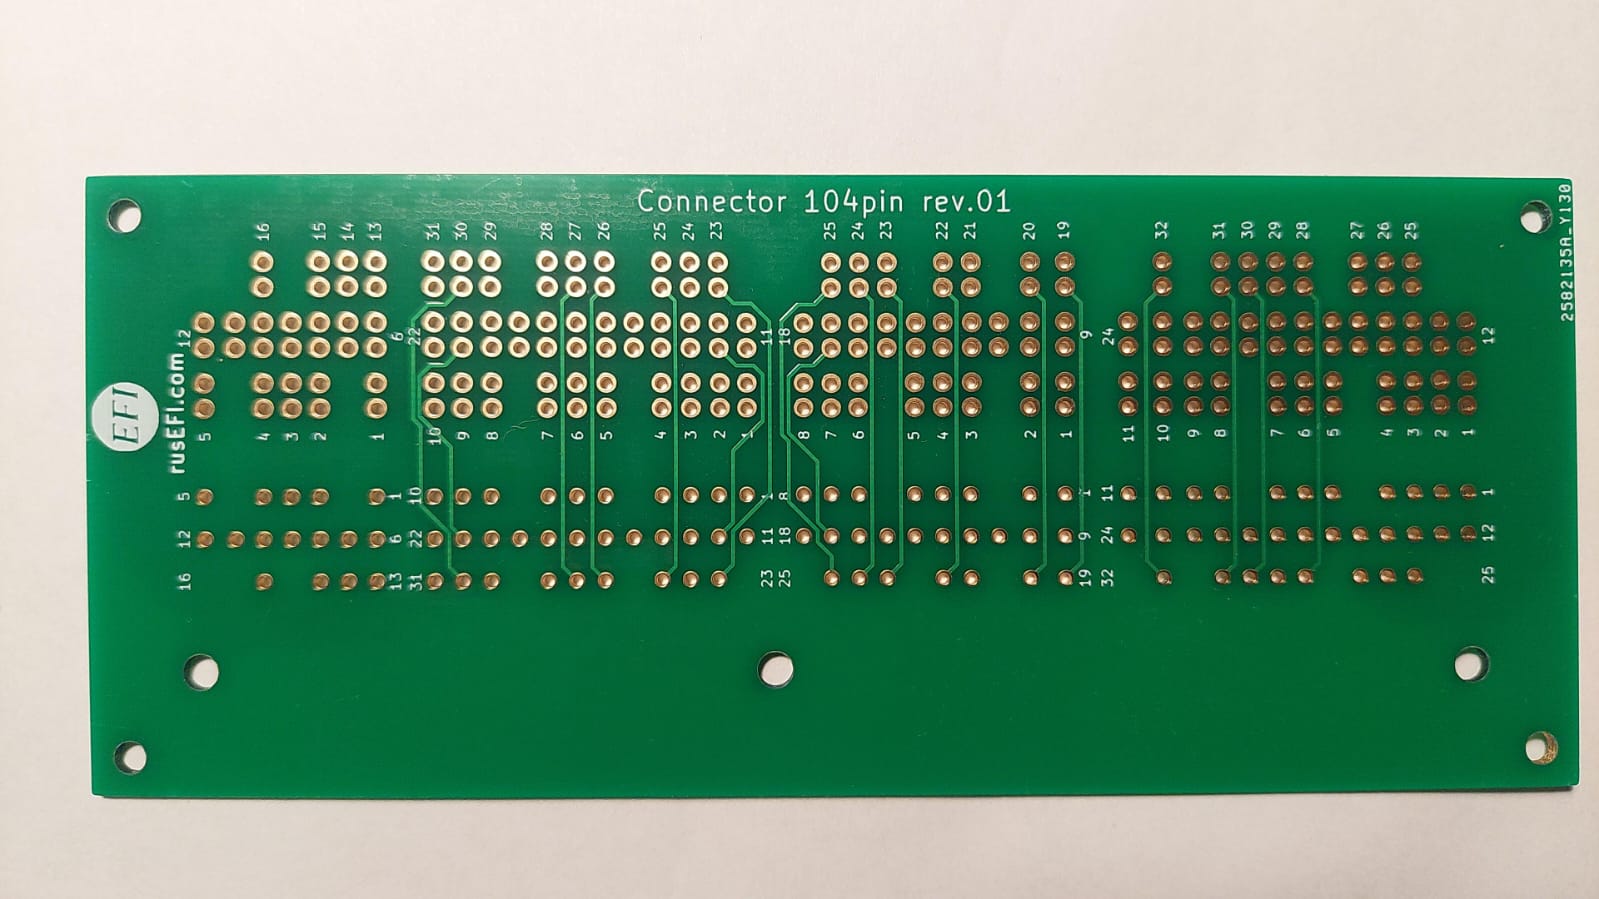 Connector 104pin rev.01
16 15 14 13 31 30 29 28 27 26 25 24 23 25 24 23 22 21 20 19 32 31 30 29 28 27 26 25
2582135A_Y130
12 6 22 11 18 9 24 12
EFI
rusEFI.com
5 4 3 2 1 10 9 8 7 6 5 4 3 2 1 8 7 6 5 4 3 2 1 11 10 9 8 7 6 5 4 3 2 1
5 1 10 1 8 1 11 1
12 6 22 11 18 9 24 12
16 13 31 23 25 19 32 25